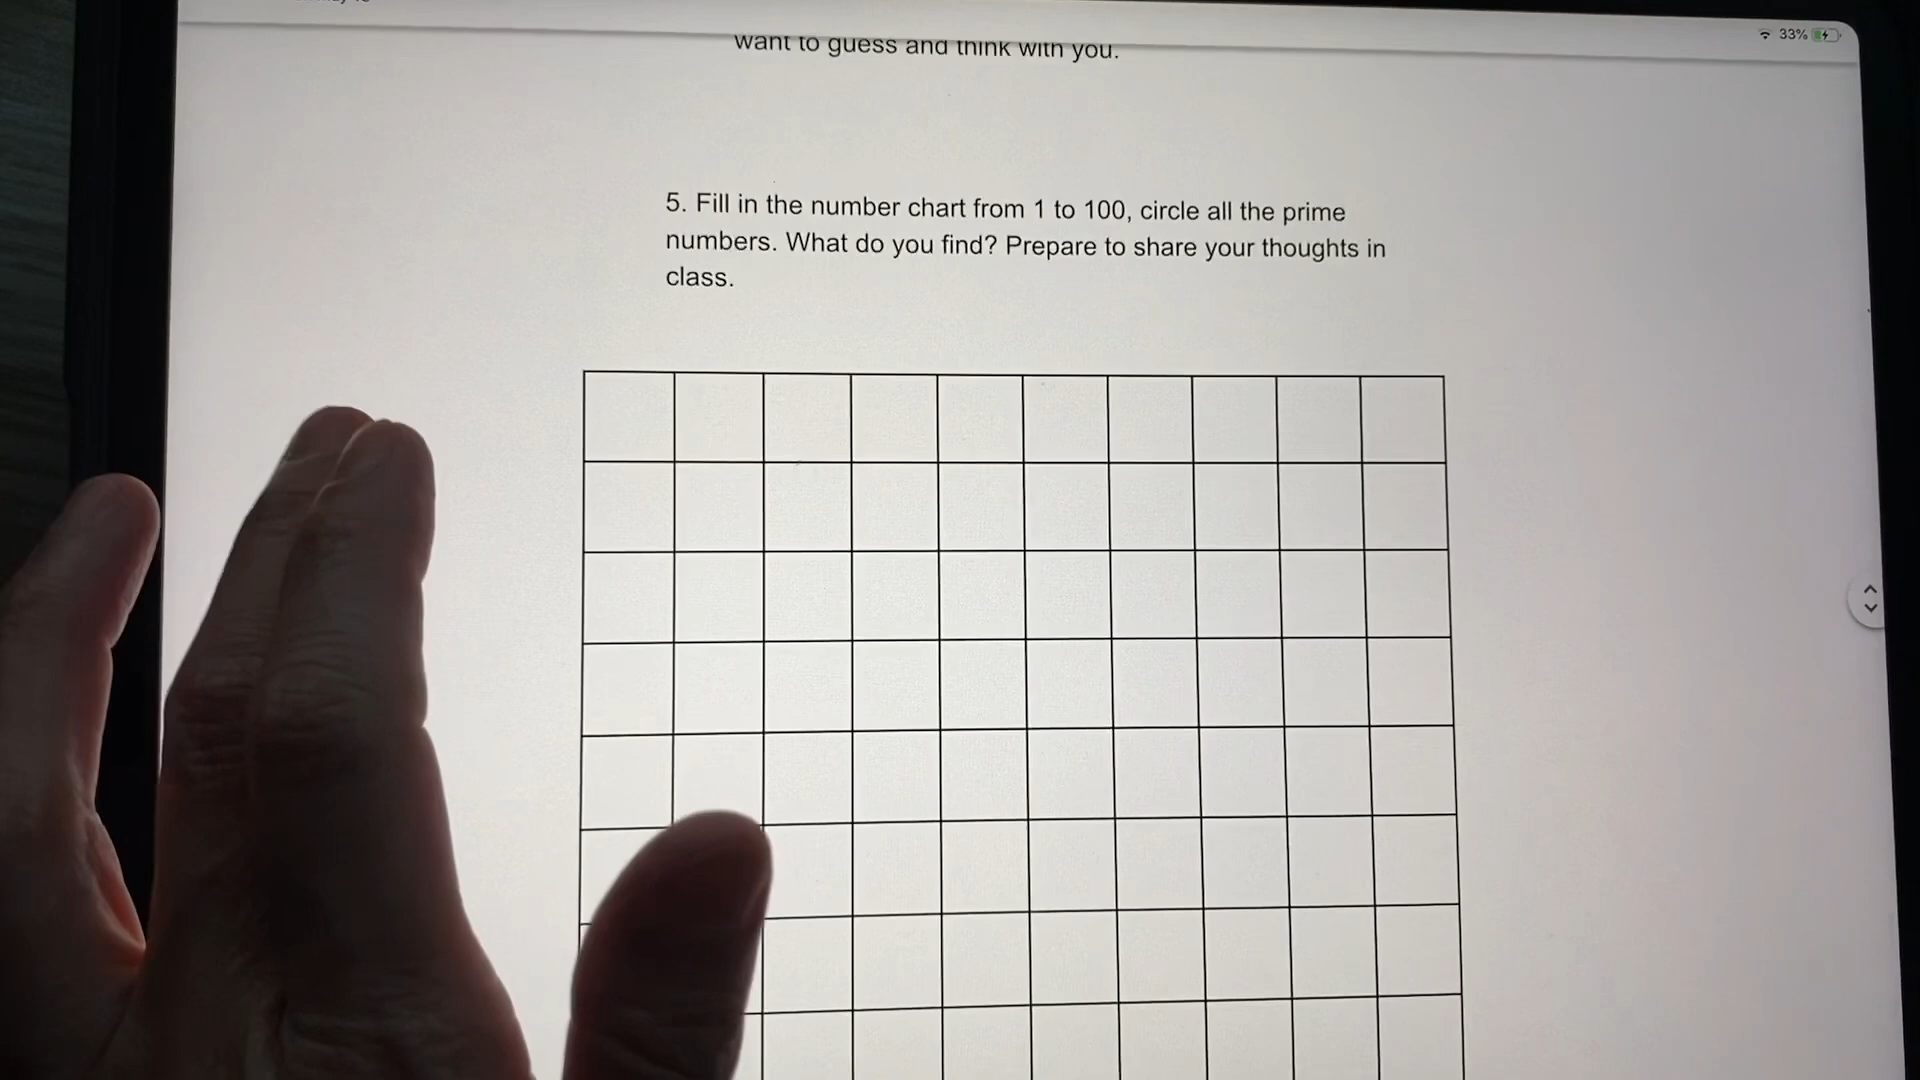 33%
want to guess and think with you.
5. Fill in the number chart from 1 to 100, circle all the prime
numbers. What do you find? Prepare to share your thoughts in
class.